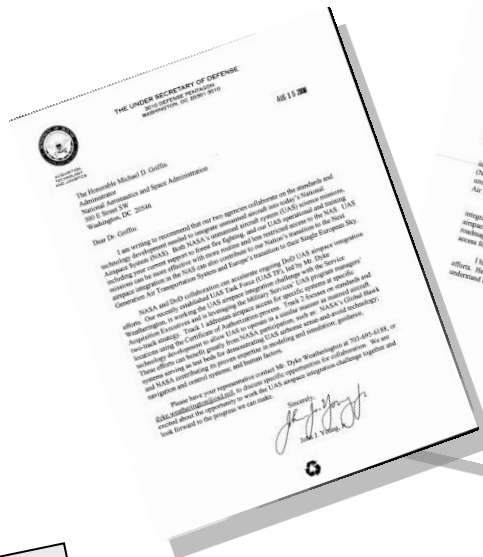 THE UNDER SECRETARY OF DEFENSE
3010 DEFENSE PENTAGON
WASHINGTON, DC 20301-3010
AUG 15 2008
ACQUISITION
TECHNOLOGY
AND LOGISTICS
The Honorable Michael D. Griffin
Administrator
National Aeronautics and Space Administration
300 E Street SW
Washington, DC 20546
Dear Dr. Griffin:
I am writing to recommend that our two agencies collaborate on the standards and
technology development needed to integrate unmanned aircraft into today's National
Airspace System (NAS). Both NASA's unmanned aircraft system (UAS) science missions,
including your current support to forest fire fighting, and our UAS operational and training
missions can be more effective with more routine and less restricted access to the NAS. UAS
airspace integration in the NAS can also contribute to our Nation's transition to the Next
Generation Air Transportation System and Europe's transition to their Single European Sky.
NASA and DoD collaboration can accelerate ongoing DoD UAS airspace integration
efforts. Our recently established UAS Task Force (UAS TF), led by Mr. Dyke
Weatherington, is working the UAS airspace integration challenge with the Service
Acquisition Executives and is leveraging the Military Services' UAS program managers'
two-track strategy. Track 1 addresses airspace access for specific systems at specific
locations using the Certificate of Authorization process. Track 2 focuses on standards and
technology development to allow UAS to operate in a similar manner to manned aircraft.
These efforts can benefit greatly from NASA participation, such as: NASA's Global Hawk
systems serving as test beds for demonstrating UAS airborne sense-and-avoid technology;
and NASA contributing its proven expertise in modeling and simulation, guidance,
navigation and control systems, and human factors.
Please have your representative contact Mr. Dyke Weatherington at 703-695-6188, or
dyke.weatherington@osd.mil, to discuss specific opportunities for collaboration. We are
excited about the opportunity to work the UAS airspace integration challenge together and
look forward to the progress we can make.
Sincerely,
John J. Young, Jr.
integr
airspac
roadma
access f
efforts. He
understand